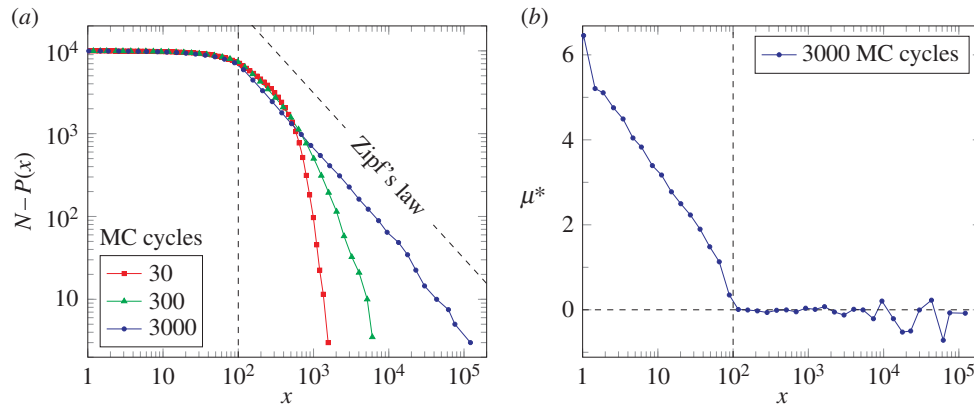 (a)
10⁴
10³
10²
10
N – P(x)
Zipf's law
MC cycles
30
300
3000
1 10 10² 10³ 10⁴ 10⁵
x
(b)
6
4
2
0
μ*
3000 MC cycles
1 10 10² 10³ 10⁴ 10⁵
x